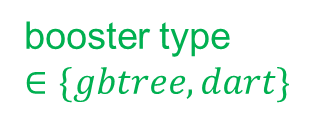 booster type
∈ {gbtree, dart}